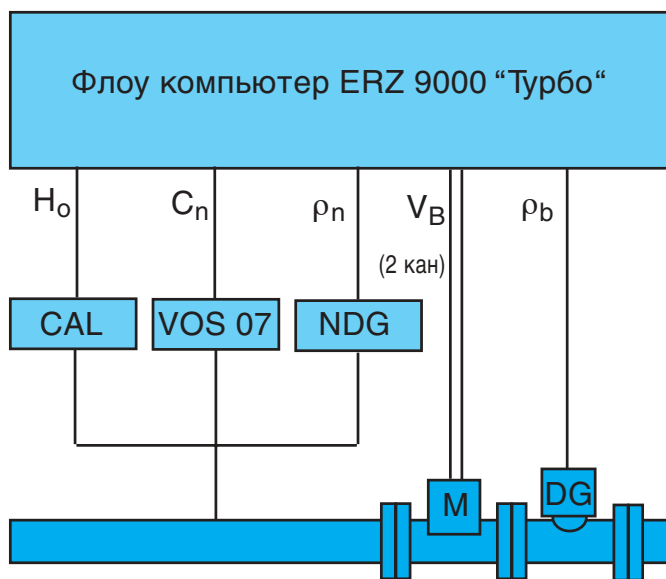 Флоу компьютер ERZ 9000 “Турбо“
Ho Cn ρn VB ρb
(2 кан)
CAL VOS 07 NDG
M DG